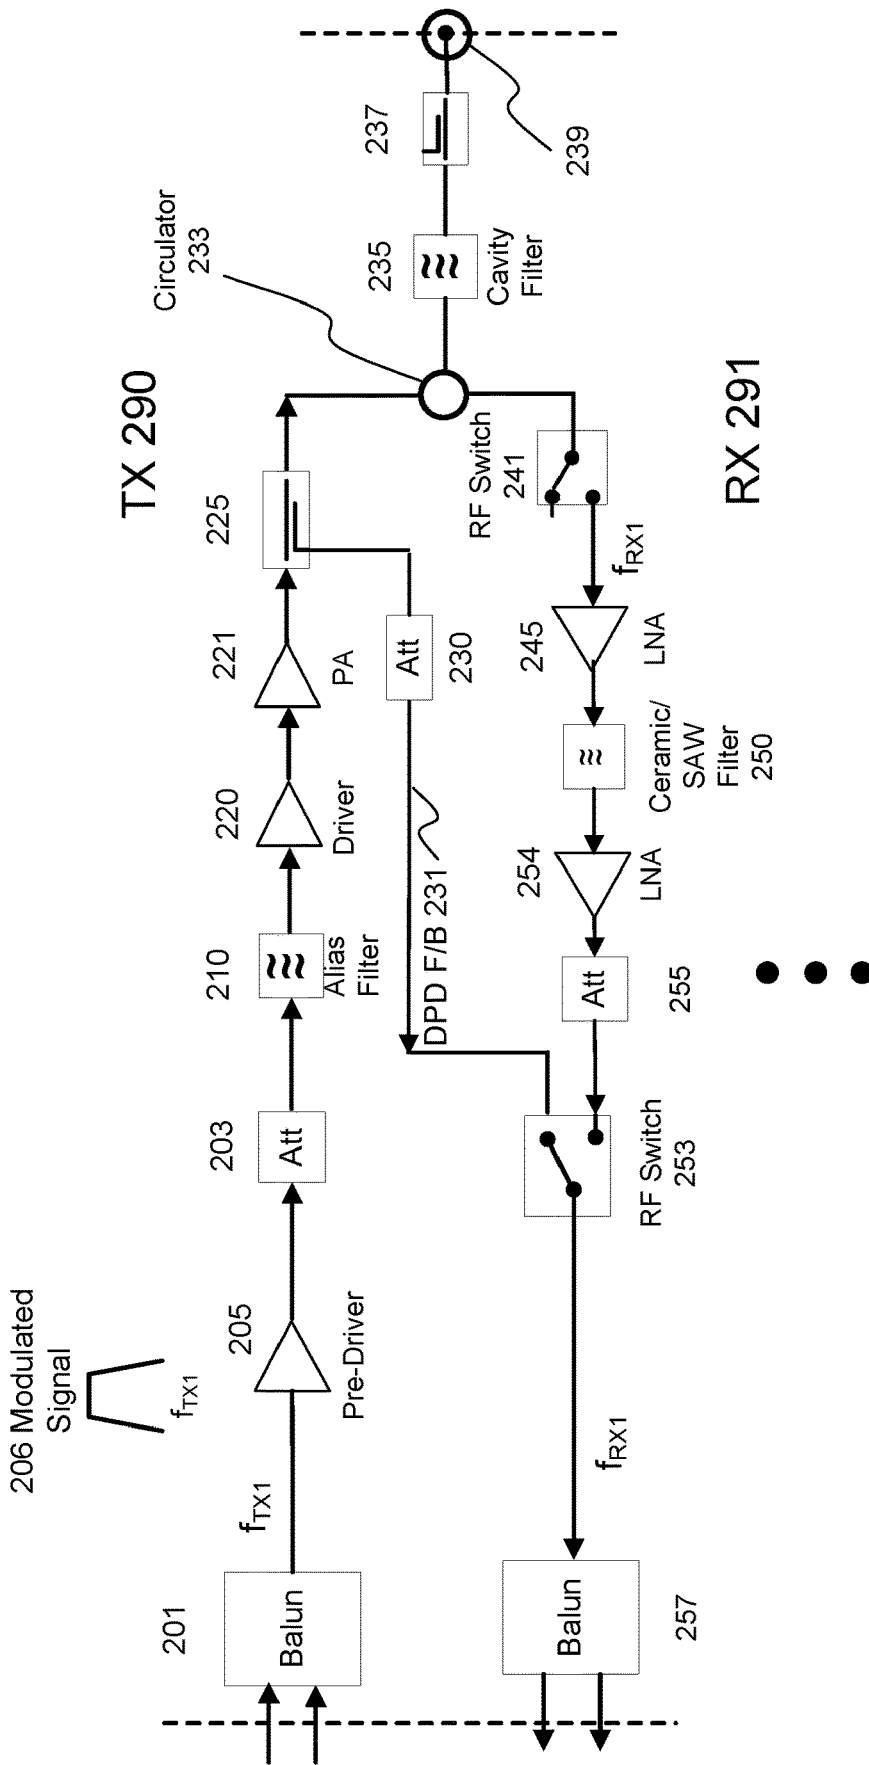 206 Modulated
Signal
f_TX1
TX 290
Circulator
233
201
Balun
f_TX1
205
Pre-Driver
203
Att
210
Alias
Filter
220
Driver
221
PA
225
Att
230
DPD F/B 231
235
Cavity
Filter
237
239
RF Switch
241
f_RX1
245
LNA
Ceramic/
SAW
Filter
250
254
LNA
Att
255
RF Switch
253
f_RX1
Balun
257
RX 291